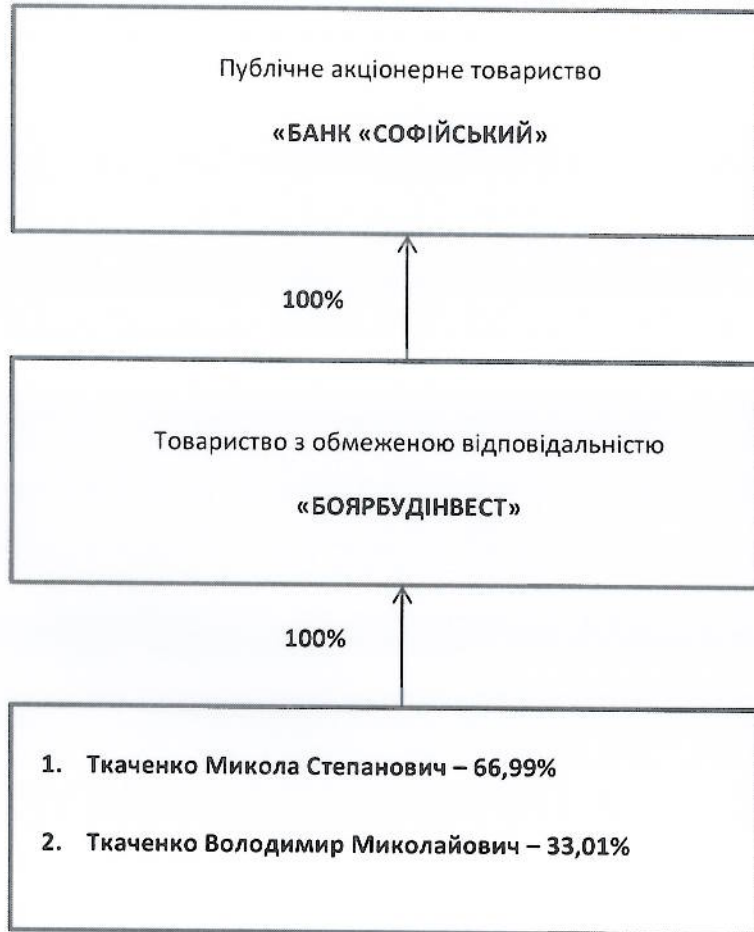 Публічне акціонерне товариство
«БАНК «СОФІЙСЬКИЙ»
100%
Товариство з обмеженою відповідальністю
«БОЯРБУДІНВЕСТ»
100%
1. Ткаченко Микола Степанович – 66,99%
2. Ткаченко Володимир Миколайович – 33,01%